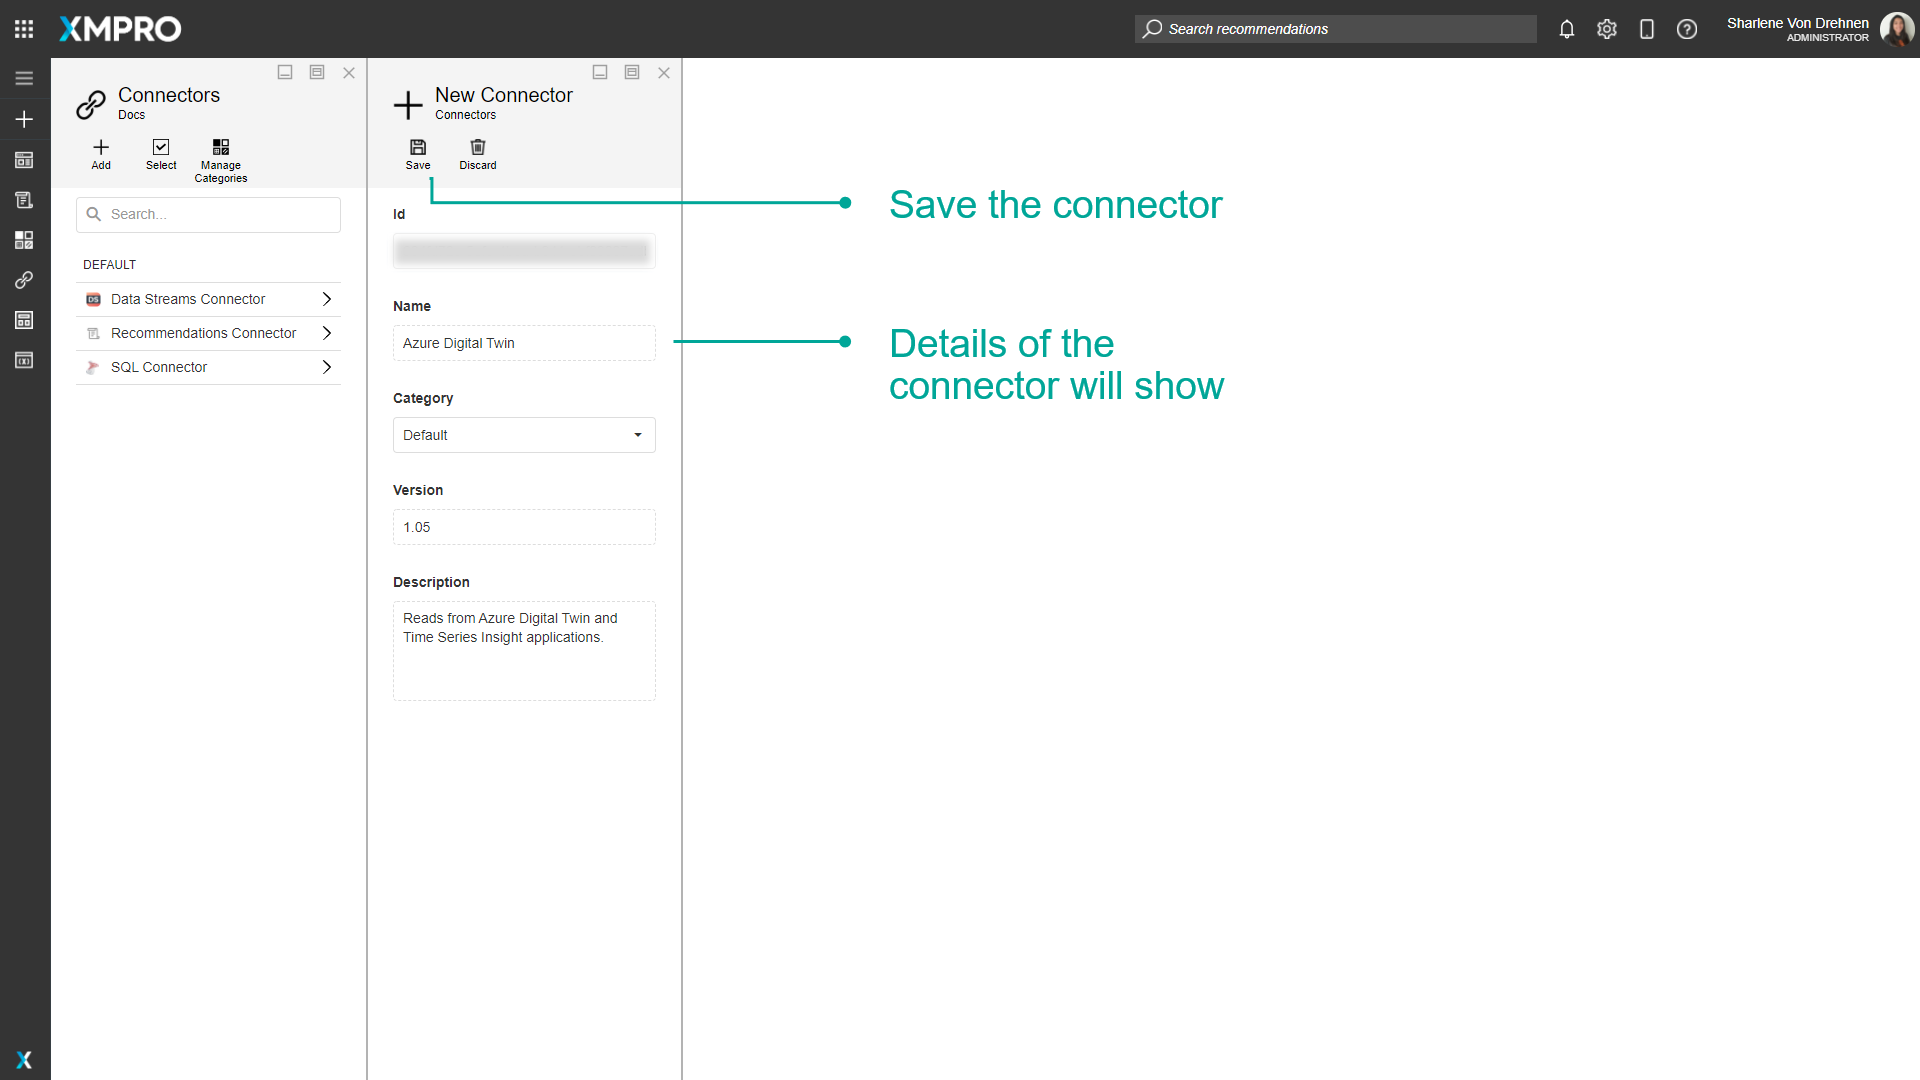 XMPRO
Search recommendations
Sharlene Von Drehnen
ADMINISTRATOR
Connectors
Docs
Add
Select
Manage
Categories
Search...
DEFAULT
DS
Data Streams Connector
Recommendations Connector
SQL Connector
New Connector
Connectors
Save
Discard
Id
Name
Azure Digital Twin
Category
Default
Version
1.05
Description
Reads from Azure Digital Twin and
Time Series Insight applications.
Save the connector
Details of the
connector will show